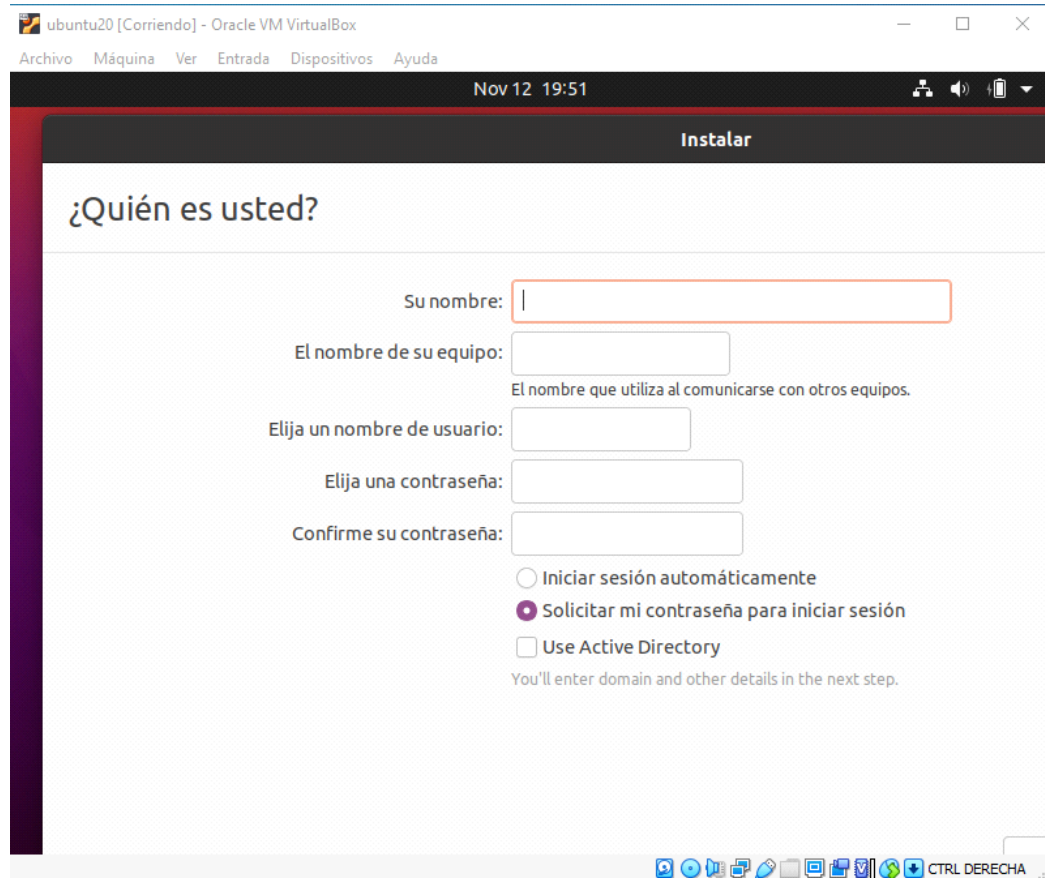 ubuntu20 [Corriendo] - Oracle VM VirtualBox
Archivo Máquina Ver Entrada Dispositivos Ayuda
Nov 12 19:51
Instalar
¿Quién es usted?
Su nombre:
El nombre de su equipo:
El nombre que utiliza al comunicarse con otros equipos.
Elija un nombre de usuario:
Elija una contraseña:
Confirme su contraseña:
Iniciar sesión automáticamente
Solicitar mi contraseña para iniciar sesión
Use Active Directory
You'll enter domain and other details in the next step.
CTRL DERECHA